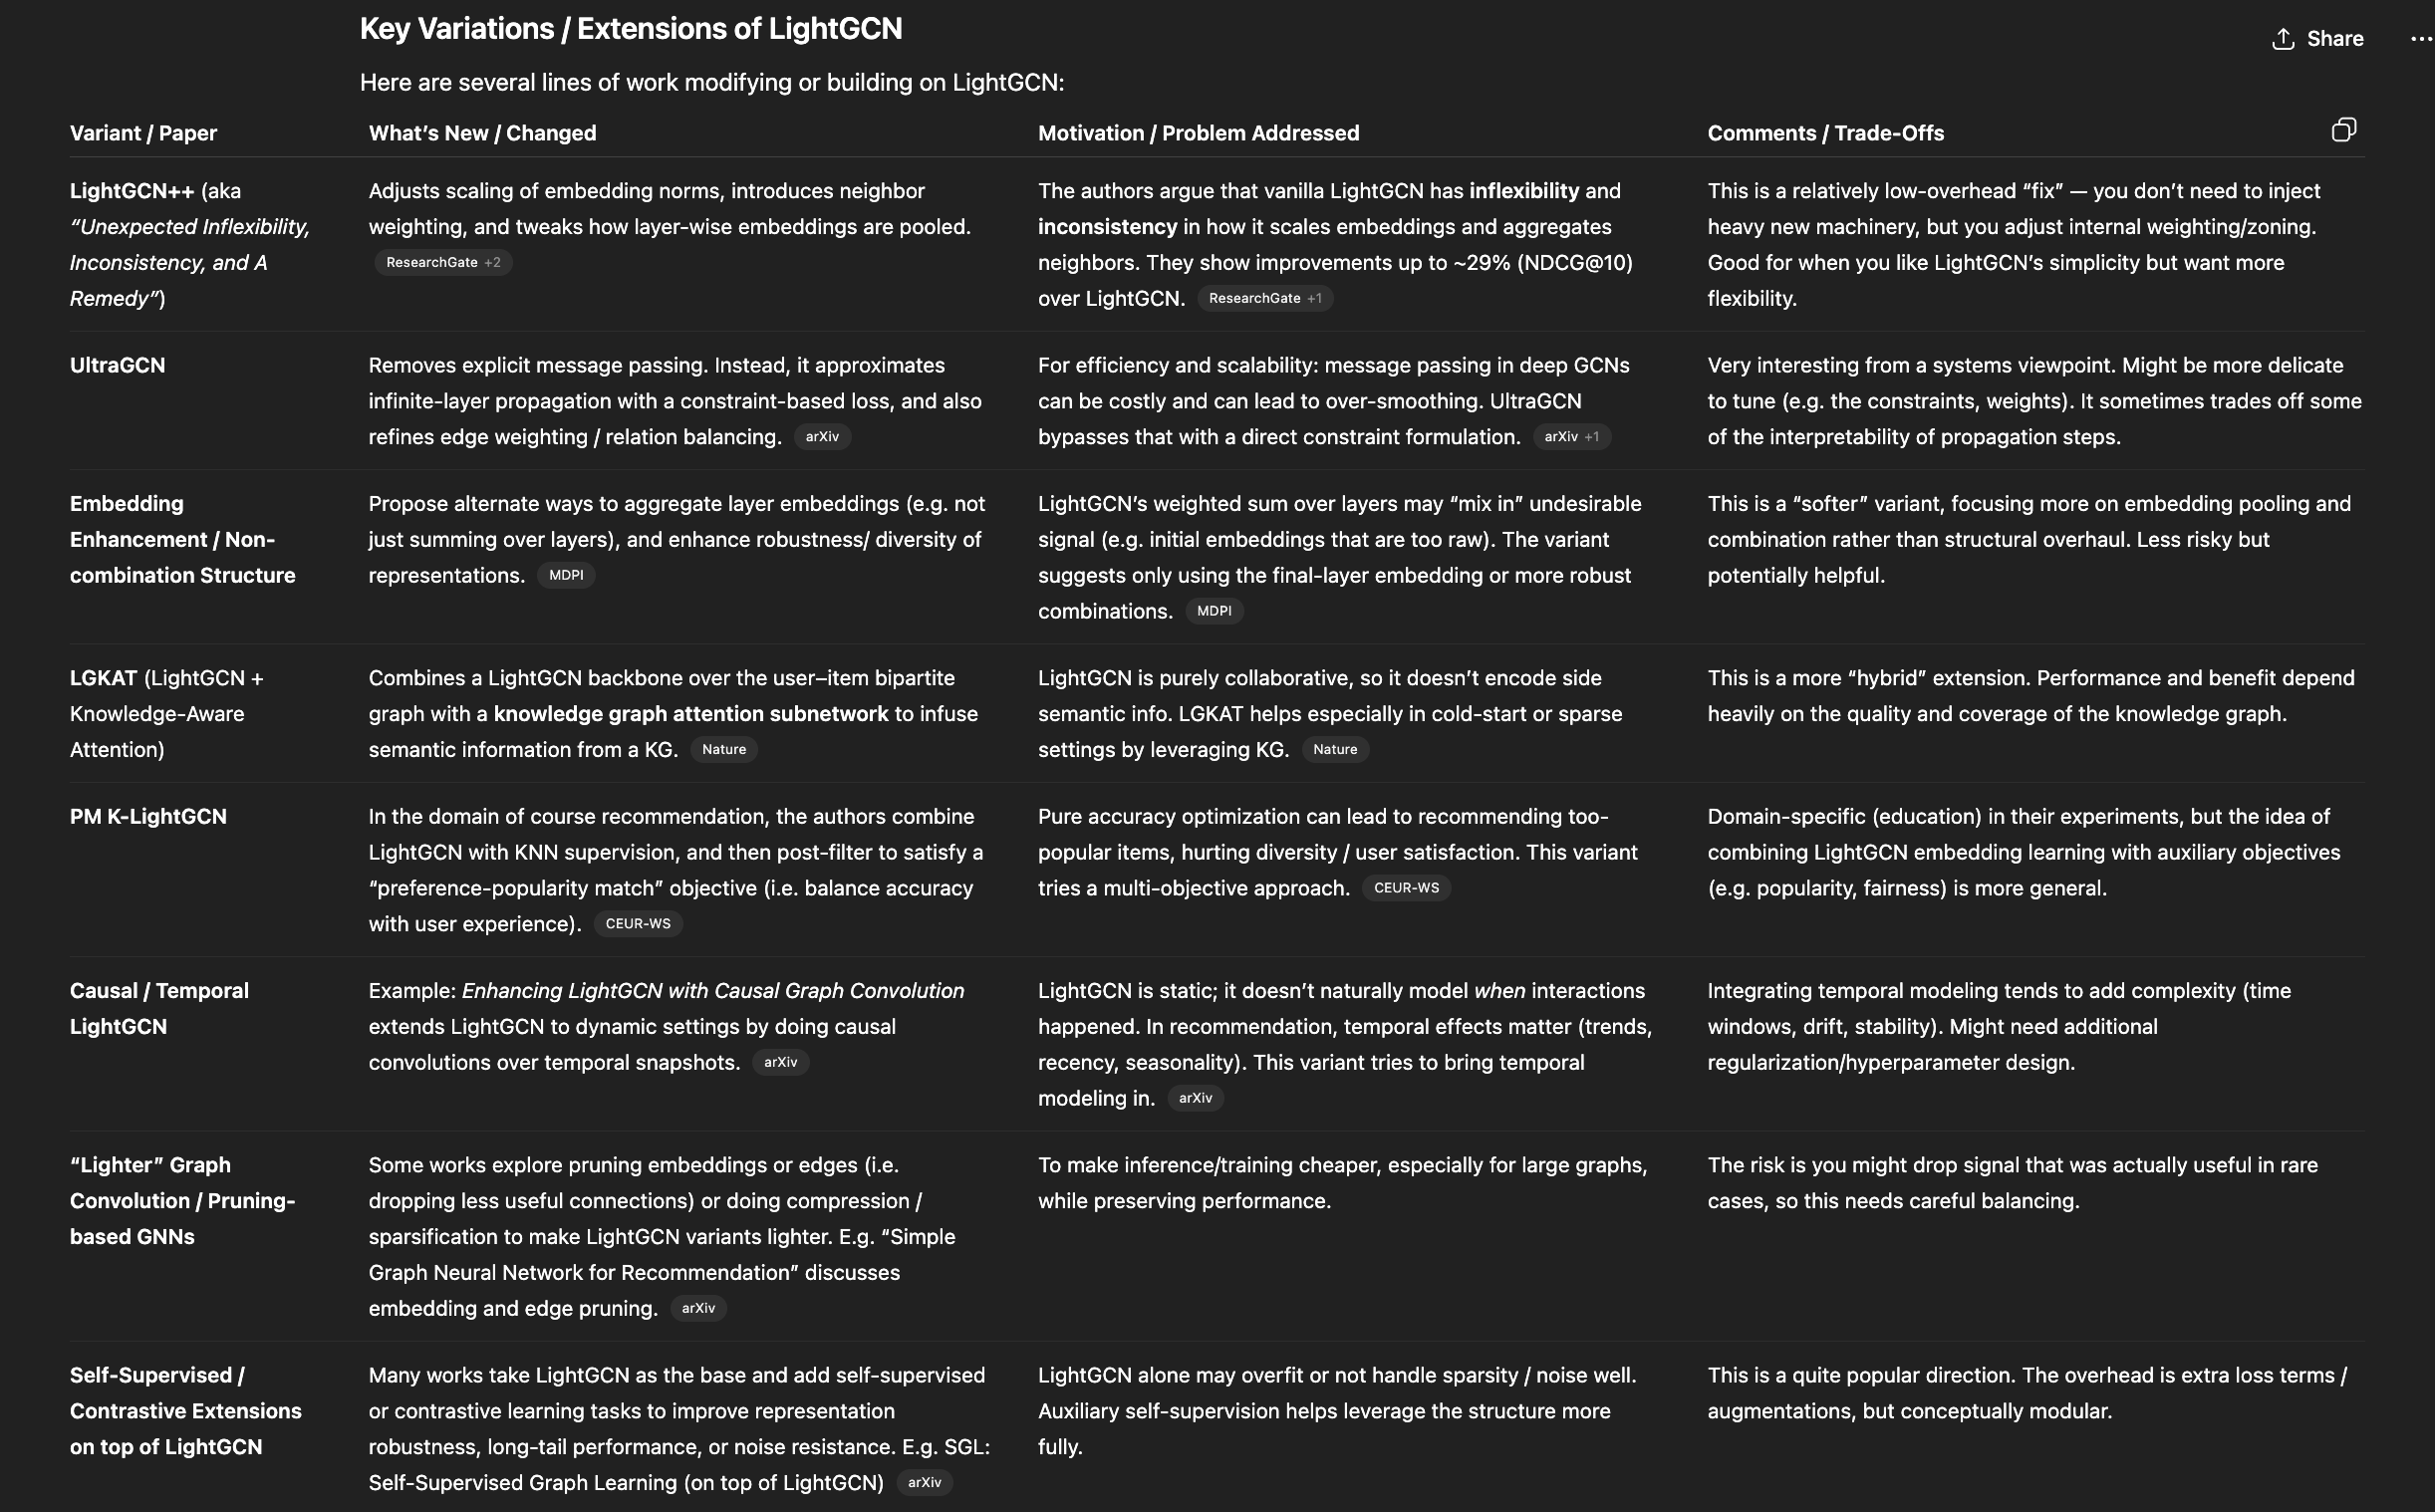 Key Variations / Extensions of LightGCN
Share
Here are several lines of work modifying or building on LightGCN:
Variant / Paper
What's New / Changed
Motivation / Problem Addressed
Comments / Trade-Offs
LightGCN++ (aka
“Unexpected Inflexibility,
Inconsistency, and A
Remedy”)
Adjusts scaling of embedding norms, introduces neighbor
weighting, and tweaks how layer-wise embeddings are pooled.
ResearchGate +2
The authors argue that vanilla LightGCN has inflexibility and
inconsistency in how it scales embeddings and aggregates
neighbors. They show improvements up to ~29% (NDCG@10)
over LightGCN. ResearchGate +1
This is a relatively low-overhead “fix” — you don’t need to inject
heavy new machinery, but you adjust internal weighting/zoning.
Good for when you like LightGCN’s simplicity but want more
flexibility.
UltraGCN
Removes explicit message passing. Instead, it approximates
infinite-layer propagation with a constraint-based loss, and also
refines edge weighting / relation balancing. arXiv
For efficiency and scalability: message passing in deep GCNs
can be costly and can lead to over-smoothing. UltraGCN
bypasses that with a direct constraint formulation. arXiv +1
Very interesting from a systems viewpoint. Might be more delicate
to tune (e.g. the constraints, weights). It sometimes trades off some
of the interpretability of propagation steps.
Embedding
Enhancement / Non-
combination Structure
Propose alternate ways to aggregate layer embeddings (e.g. not
just summing over layers), and enhance robustness/ diversity of
representations. MDPI
LightGCN’s weighted sum over layers may “mix in” undesirable
signal (e.g. initial embeddings that are too raw). The variant
suggests only using the final-layer embedding or more robust
combinations. MDPI
This is a “softer” variant, focusing more on embedding pooling and
combination rather than structural overhaul. Less risky but
potentially helpful.
LGKAT (LightGCN +
Knowledge-Aware
Attention)
Combines a LightGCN backbone over the user–item bipartite
graph with a knowledge graph attention subnetwork to infuse
semantic information from a KG. Nature
LightGCN is purely collaborative, so it doesn’t encode side
semantic info. LGKAT helps especially in cold-start or sparse
settings by leveraging KG. Nature
This is a more “hybrid” extension. Performance and benefit depend
heavily on the quality and coverage of the knowledge graph.
PM K-LightGCN
In the domain of course recommendation, the authors combine
LightGCN with KNN supervision, and then post-filter to satisfy a
“preference-popularity match” objective (i.e. balance accuracy
with user experience). CEUR-WS
Pure accuracy optimization can lead to recommending too-
popular items, hurting diversity / user satisfaction. This variant
tries a multi-objective approach. CEUR-WS
Domain-specific (education) in their experiments, but the idea of
combining LightGCN embedding learning with auxiliary objectives
(e.g. popularity, fairness) is more general.
Causal / Temporal
LightGCN
Example: Enhancing LightGCN with Causal Graph Convolution
extends LightGCN to dynamic settings by doing causal
convolutions over temporal snapshots. arXiv
LightGCN is static; it doesn’t naturally model when interactions
happened. In recommendation, temporal effects matter (trends,
recency, seasonality). This variant tries to bring temporal
modeling in. arXiv
Integrating temporal modeling tends to add complexity (time
windows, drift, stability). Might need additional
regularization/hyperparameter design.
“Lighter” Graph
Convolution / Pruning-
based GNNs
Some works explore pruning embeddings or edges (i.e.
dropping less useful connections) or doing compression /
sparsification to make LightGCN variants lighter. E.g. “Simple
Graph Neural Network for Recommendation” discusses
embedding and edge pruning. arXiv
To make inference/training cheaper, especially for large graphs,
while preserving performance.
The risk is you might drop signal that was actually useful in rare
cases, so this needs careful balancing.
Self-Supervised /
Contrastive Extensions
on top of LightGCN
Many works take LightGCN as the base and add self-supervised
or contrastive learning tasks to improve representation
robustness, long-tail performance, or noise resistance. E.g. SGL:
Self-Supervised Graph Learning (on top of LightGCN) arXiv
LightGCN alone may overfit or not handle sparsity / noise well.
Auxiliary self-supervision helps leverage the structure more
fully.
This is a quite popular direction. The overhead is extra loss terms /
augmentations, but conceptually modular.